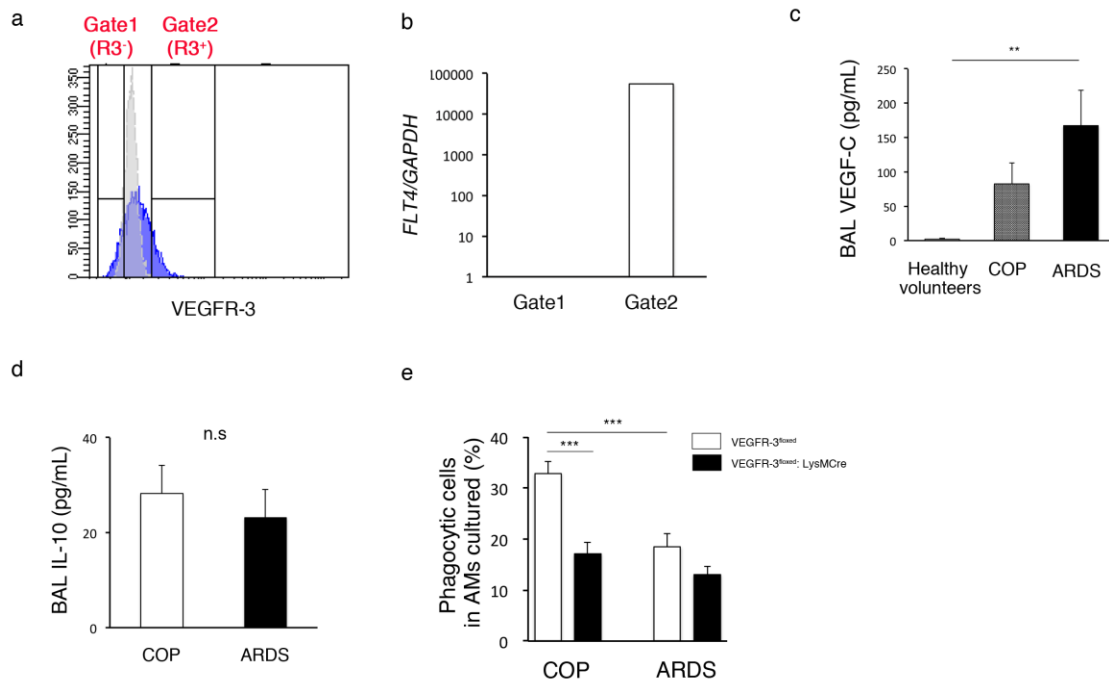 a
Gate1 Gate2
(R3-) (R3+)
350
300
250
200
150
100
50
0
VEGFR-3
b
FLT4/GAPDH
100000
10000
1000
100
10
1
Gate1 Gate2
c
**
BAL VEGF-C (pg/mL)
250
200
150
100
50
0
Healthy
volunteers
COP
ARDS
d
n.s
BAL IL-10 (pg/mL)
40
20
0
COP ARDS
e
***
***
Phagocytic cells
in AMs cultured (%)
40
30
20
10
0
COP ARDS
VEGFR-3floxed
VEGFR-3floxed; LysMCre